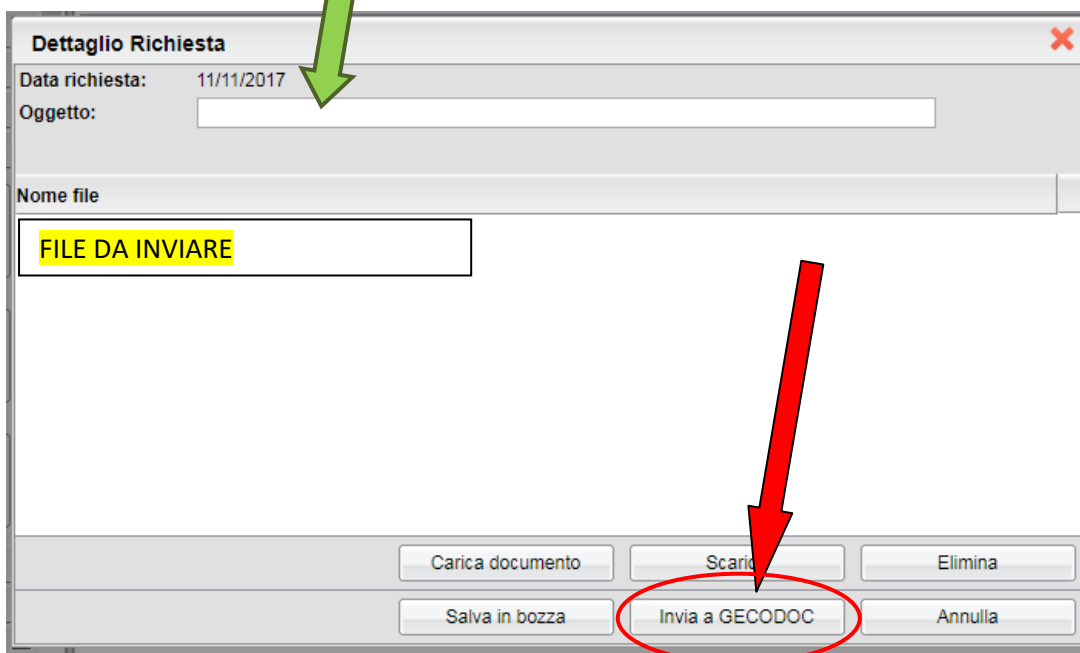 Dettaglio Richiesta
Data richiesta: 11/11/2017
Oggetto:
Nome file
FILE DA INVIARE
Carica documento Elimina
Salva in bozza Invia a GECODOC Annulla